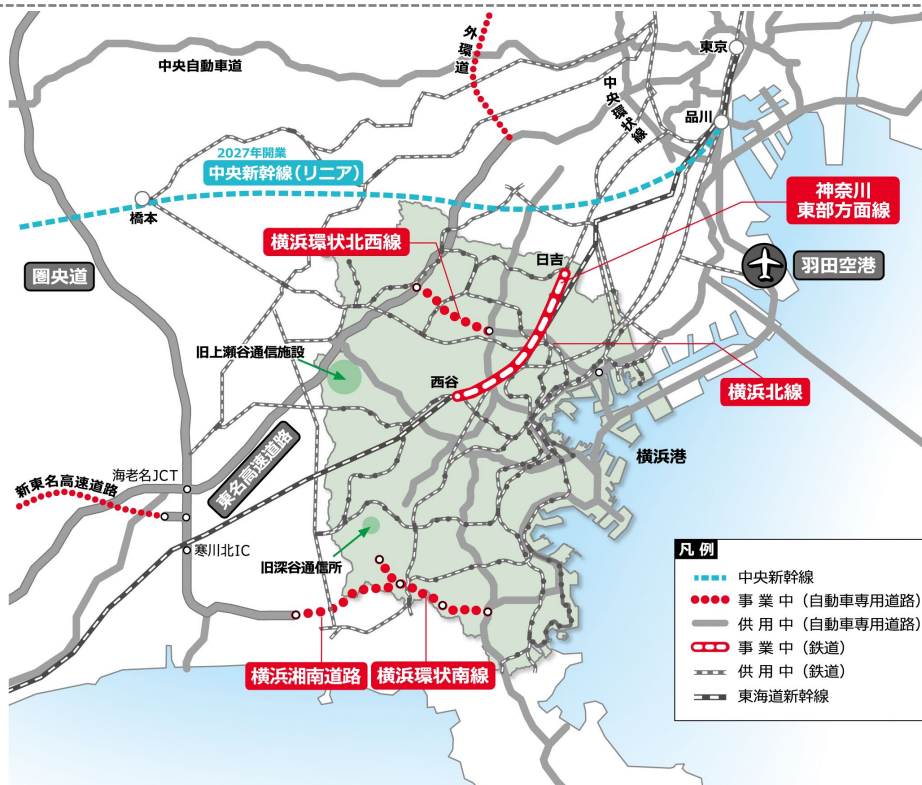 外環道
東京
中央自動車道
中央環状線
品川
2027年開業
中央新幹線(リニア)
橋本
神奈川
東部方面線
横浜環状北西線
日吉
羽田空港
圏央道
旧上瀬谷通信施設
西谷
横浜北線
横浜港
東名高速道路
海老名JCT
新東名高速道路
寒川北IC
旧深谷通信所
横浜湘南道路
横浜環状南線
凡例
中央新幹線
事業中(自動車専用道路)
供用中(自動車専用道路)
事業中(鉄道)
供用中(鉄道)
東海道新幹線